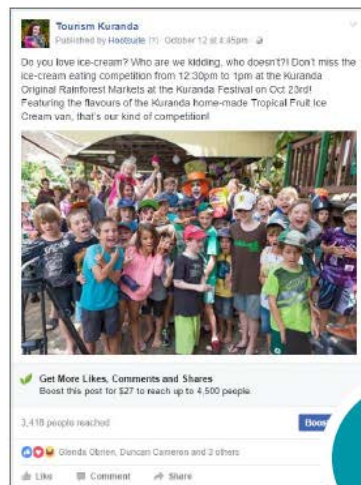 Tourism Kuranda
Published by Hootsuite [?] · October 12 at 4:45pm ·
Do you love ice-cream? Who are we kidding, who doesn't?! Don't miss the
ice-cream eating competition from 12:30pm to 1pm at the Kuranda
Original Rainforest Markets at the Kuranda Festival on Oct 23rd!
Featuring the flavours of the Kuranda home-made Tropical Fruit Ice
Cream van, that's our kind of competition!
Get More Likes, Comments and Shares
Boost this post for $27 to reach up to 4,500 people.
3,418 people reached
Boos
Glenda Obrien, Duncan Cameron and 3 others
Like Comment Share